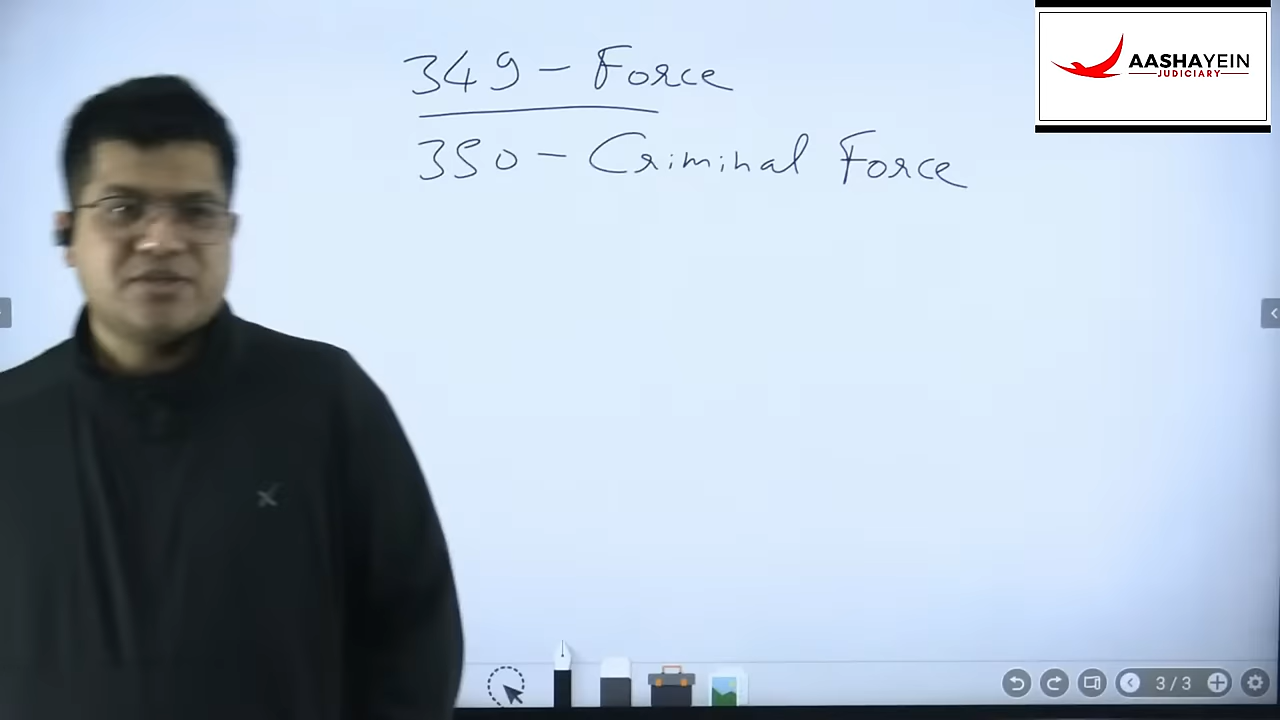 349 - Force
350 - Criminal Force
AASHAYEIN
JUDICIARY
3/3